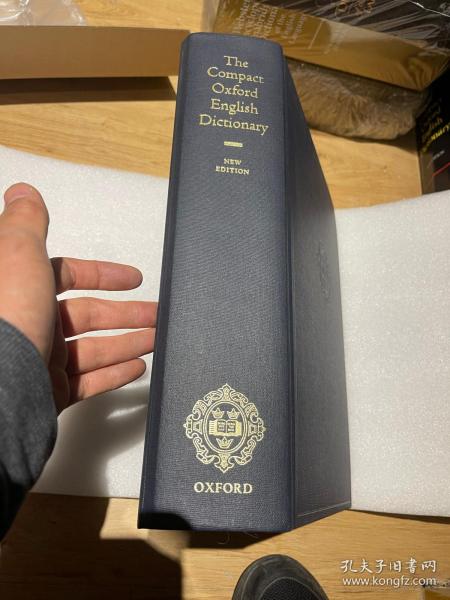 The
Compact
Oxford
English
Dictionary
NEW
EDITION
OXFORD
孔夫子旧书网
www.kongfz.com